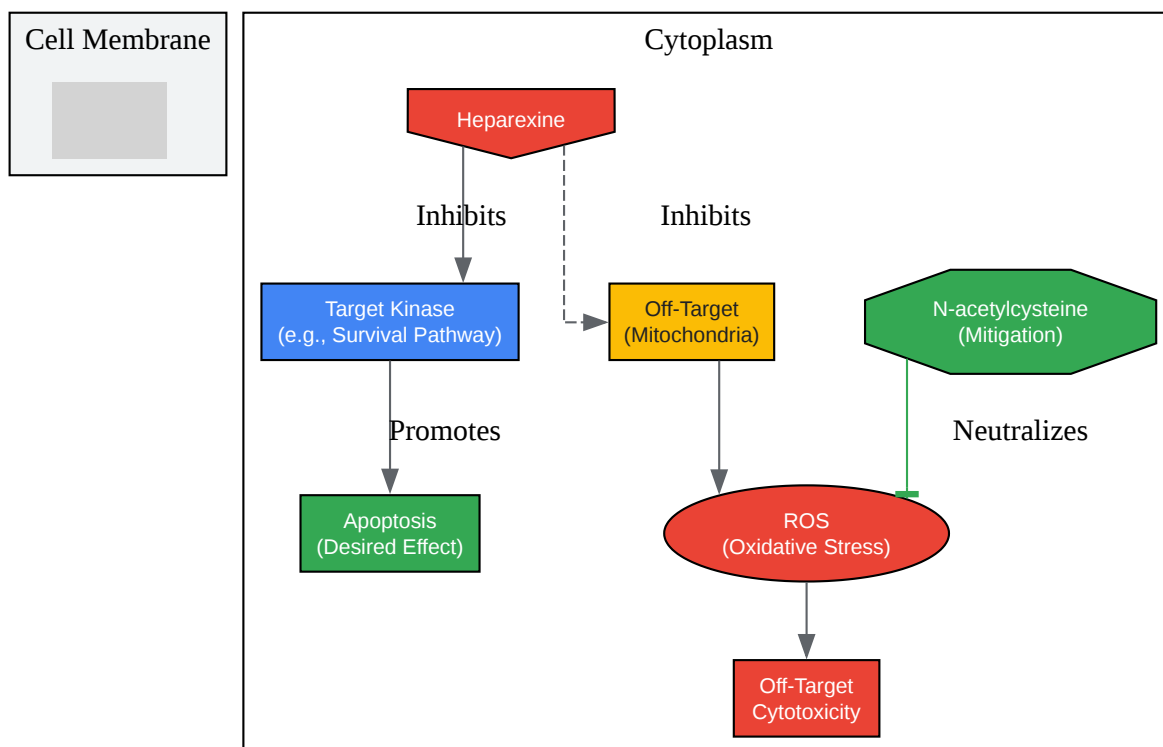 Cell Membrane
Cytoplasm
Heparexine
Inhibits
Inhibits
Target Kinase
(e.g., Survival Pathway)
Off-Target
(Mitochondria)
N-acetylcysteine
(Mitigation)
Promotes
Neutralizes
Apoptosis
(Desired Effect)
ROS
(Oxidative Stress)
Off-Target
Cytotoxicity